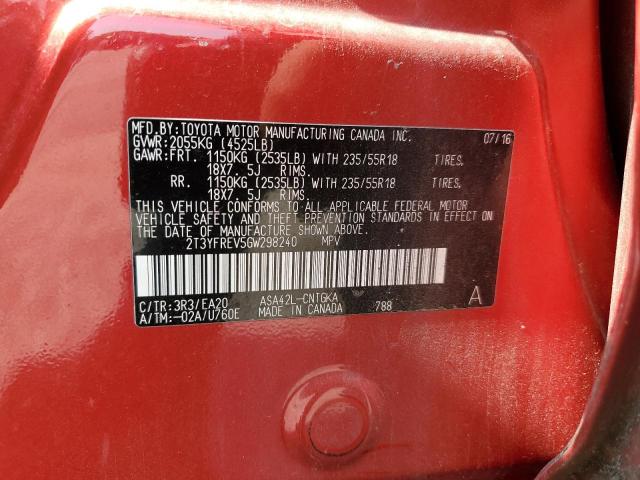 MFD. BY:TOYOTA MOTOR MANUFACTURING CANADA INC. 07/16
GVWR: 2055KG (4525LB)
GAWR:FRT. 1150KG (2535LB) WITH 235/55R18 TIRES,
18X7. 5J RIMS.
RR. 1150KG (2535LB) WITH 235/55R18 TIRES,
18X7. 5J RIMS.
THIS VEHICLE CONFORMS TO ALL APPLICABLE FEDERAL MOTOR
VEHICLE SAFETY AND THEFT PREVENTION STANDARDS IN EFFECT ON
THE DATE OF MANUFACTURE SHOWN ABOVE.
2T3YFREV5GW298240 MPV
C/TR:3R3/EA20 ASA42L-CNTGKA 788 A
A/TM:-02A/U760E MADE IN CANADA